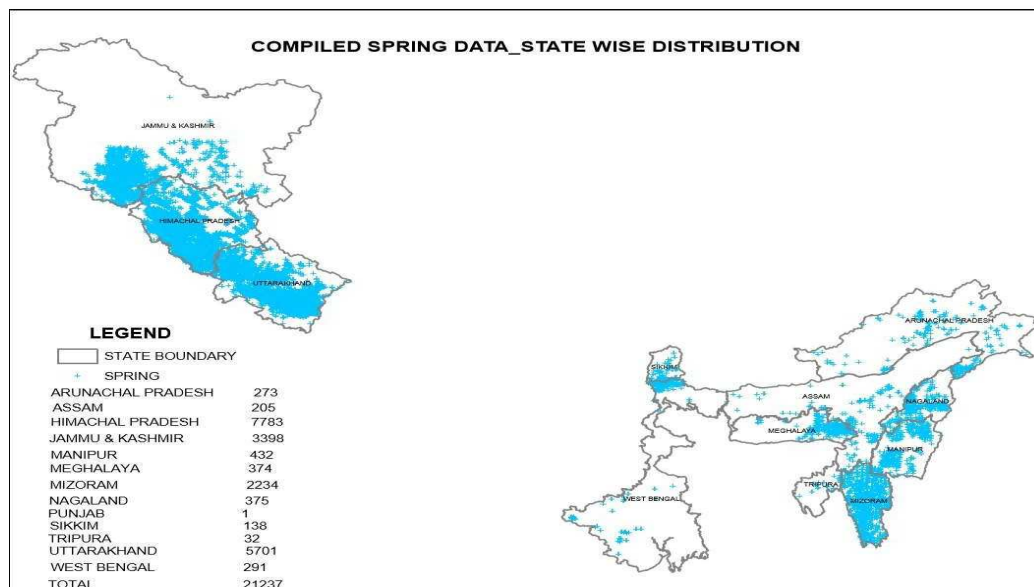 COMPILED SPRING DATA_STATE WISE DISTRIBUTION
JAMMU & KASHMIR
HIMACHAL PRADESH
UTTARAKHAND
ARUNACHAL PRADESH
SIKKIM
ASSAM
NAGALAND
MEGHALAYA
MANIPUR
TRIPURA
MIZORAM
WEST BENGAL
LEGEND
STATE BOUNDARY
SPRING
ARUNACHAL PRADESH 273
ASSAM 205
HIMACHAL PRADESH 7783
JAMMU & KASHMIR 3398
MANIPUR 432
MEGHALAYA 374
MIZORAM 2234
NAGALAND 375
PUNJAB 1
SIKKIM 138
TRIPURA 32
UTTARAKHAND 5701
WEST BENGAL 291
TOTAL 21237